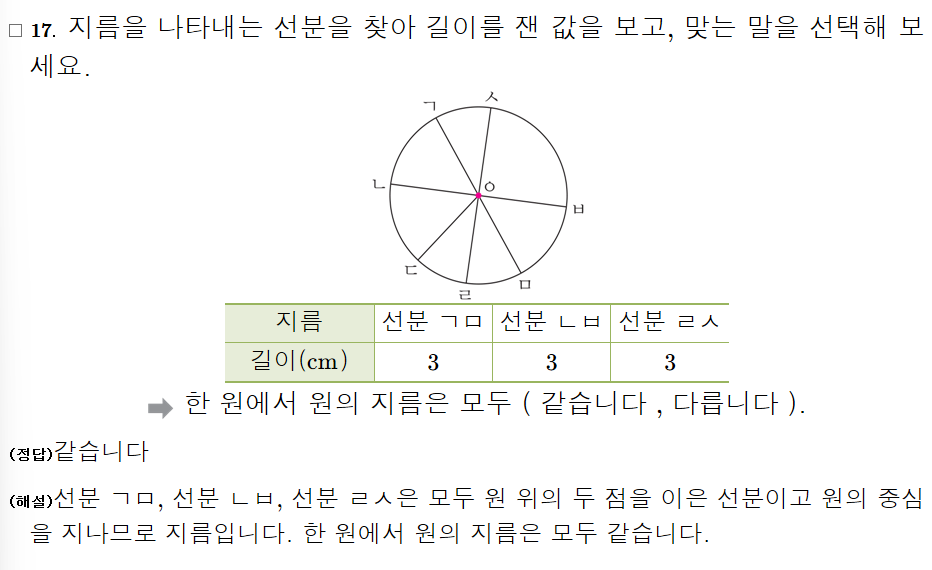 □ 17. 지름을 나타내는 선분을 찾아 길이를 잰 값을 보고, 맞는 말을 선택해 보
세요.
ㄱ
ㅅ
ㄴ
ㅇ
ㅂ
ㄷ
ㄹ
ㅁ
지름 선분 ㄱㅁ 선분 ㄴㅂ 선분 ㄹㅅ
길이(cm) 3 3 3
➡ 한 원에서 원의 지름은 모두 ( 같습니다 , 다릅니다 ).
(정답)같습니다
(해설)선분 ㄱㅁ, 선분 ㄴㅂ, 선분 ㄹㅅ은 모두 원 위의 두 점을 이은 선분이고 원의 중심
을 지나므로 지름입니다. 한 원에서 원의 지름은 모두 같습니다.